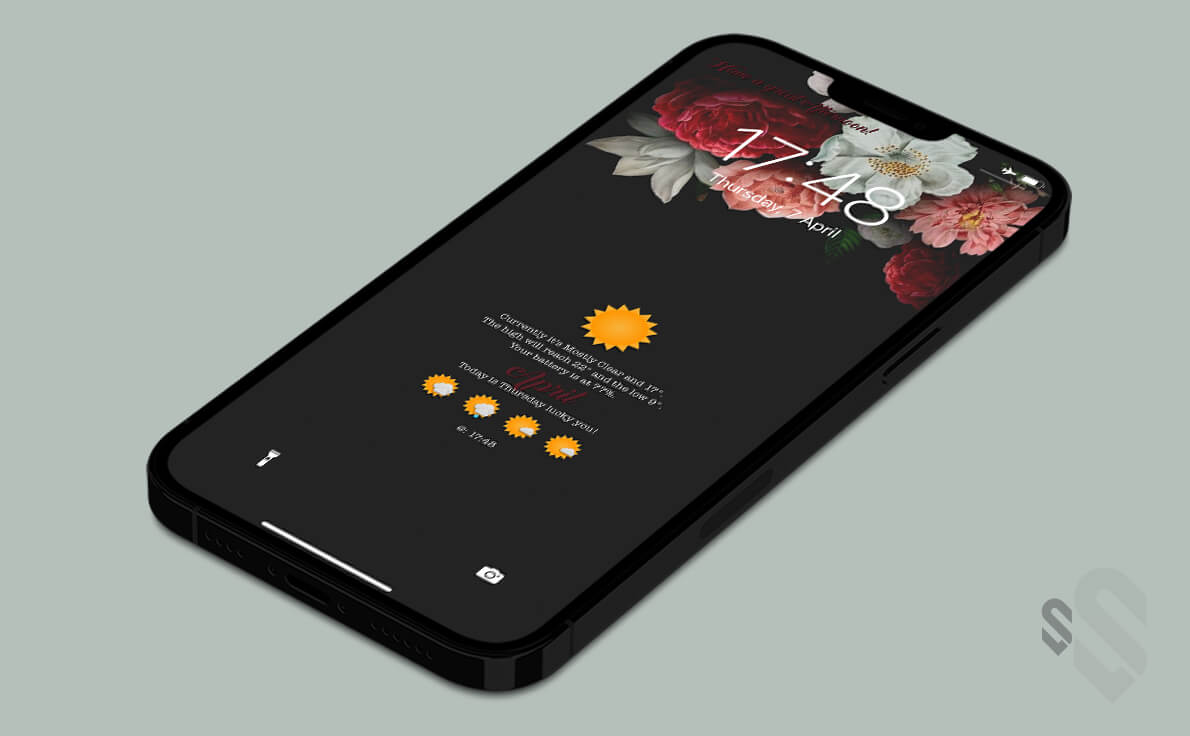 Have a good afternoon!
17:48
Thursday, 7 April
Currently it's Mostly Clear and 17°.
The high will reach 22° and the low 9°.
Your battery is at 77%.
April
Today is Thursday lucky you!
@: 17:48